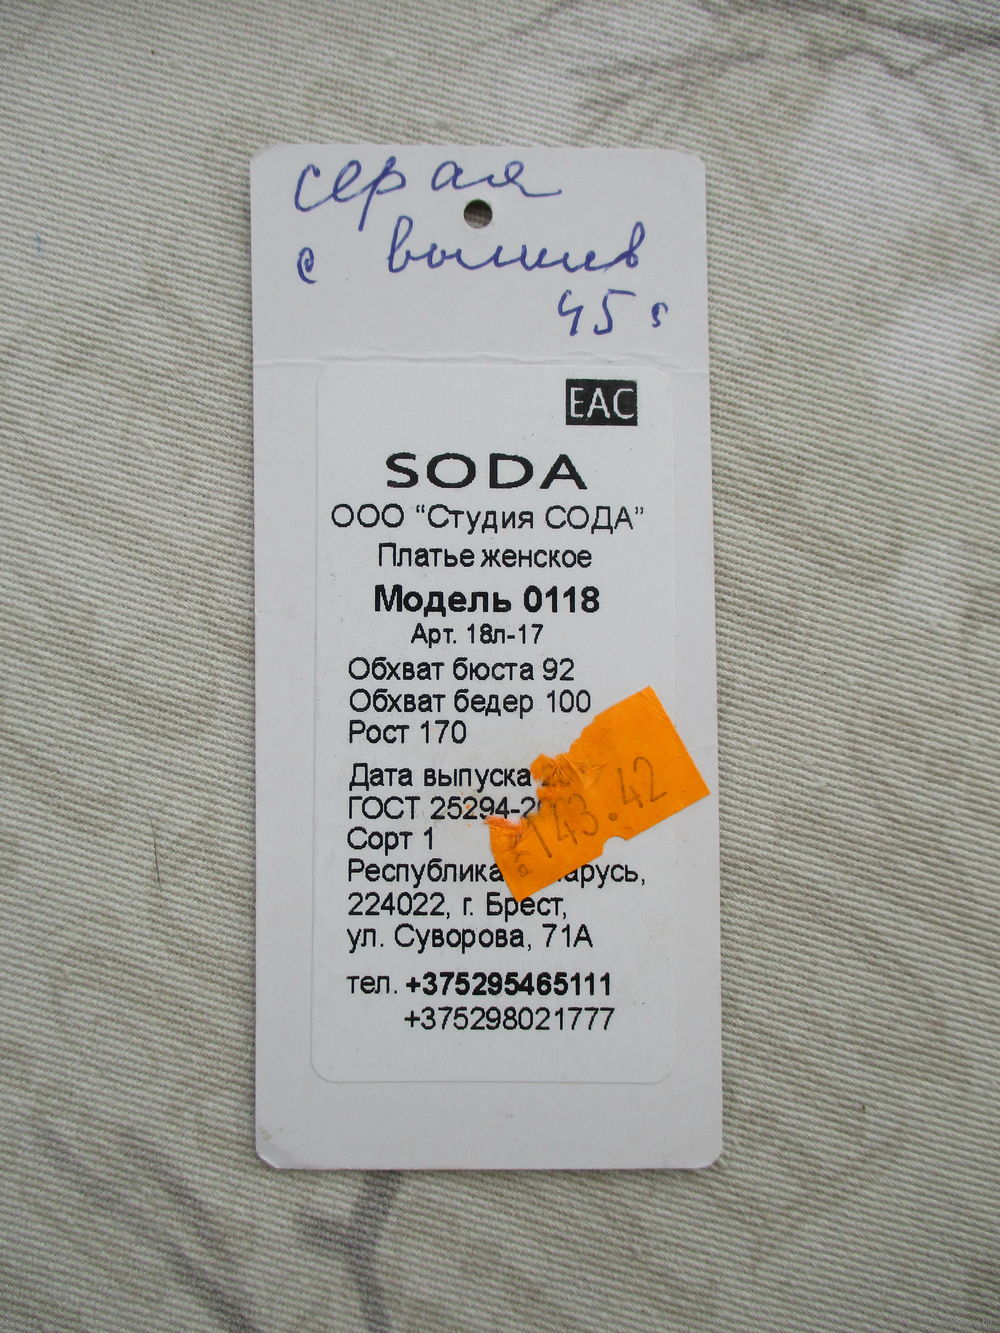 серая
с вышив
45 s
EAC
SODA
ООО “Студия СОДА”
Платье женское
Модель 0118
Арт. 18л-17
Обхват бюста 92
Обхват бедер 100
Рост 170
Дата выпуска
ГОСТ 25294-2
143.42
Сорт 1
Республика
224022, г. Брест,
ул. Суворова, 71А
тел. +375295465111
+375298021777